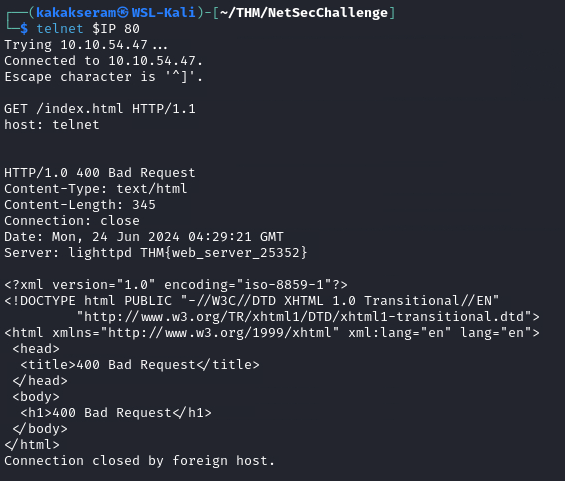 ┌──(kakakseram㉿WSL-Kali)-[~/THM/NetSecChallenge]
└─$ telnet $IP 80
Trying 10.10.54.47...
Connected to 10.10.54.47.
Escape character is '^]'.
GET /index.html HTTP/1.1
host: telnet
HTTP/1.0 400 Bad Request
Content-Type: text/html
Content-Length: 345
Connection: close
Date: Mon, 24 Jun 2024 04:29:21 GMT
Server: lighttpd THM{web_server_25352}
<?xml version="1.0" encoding="iso-8859-1"?>
<!DOCTYPE html PUBLIC "-//W3C//DTD XHTML 1.0 Transitional//EN"
         "http://www.w3.org/TR/xhtml1/DTD/xhtml1-transitional.dtd">
<html xmlns="http://www.w3.org/1999/xhtml" xml:lang="en" lang="en">
 <head>
  <title>400 Bad Request</title>
 </head>
 <body>
  <h1>400 Bad Request</h1>
 </body>
</html>
Connection closed by foreign host.